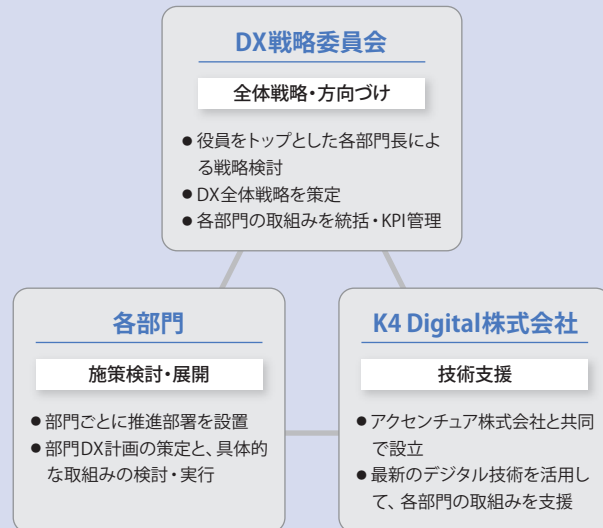 DX戦略委員会
全体戦略・方向づけ
● 役員をトップとした各部門長によ
る戦略検討
● DX全体戦略を策定
● 各部門の取組みを統括・KPI管理
各部門
施策検討・展開
● 部門ごとに推進部署を設置
● 部門DX計画の策定と、具体的
な取組みの検討・実行
K4 Digital株式会社
技術支援
● アクセンチュア株式会社と共同
で設立
● 最新のデジタル技術を活用し
て、各部門の取組みを支援